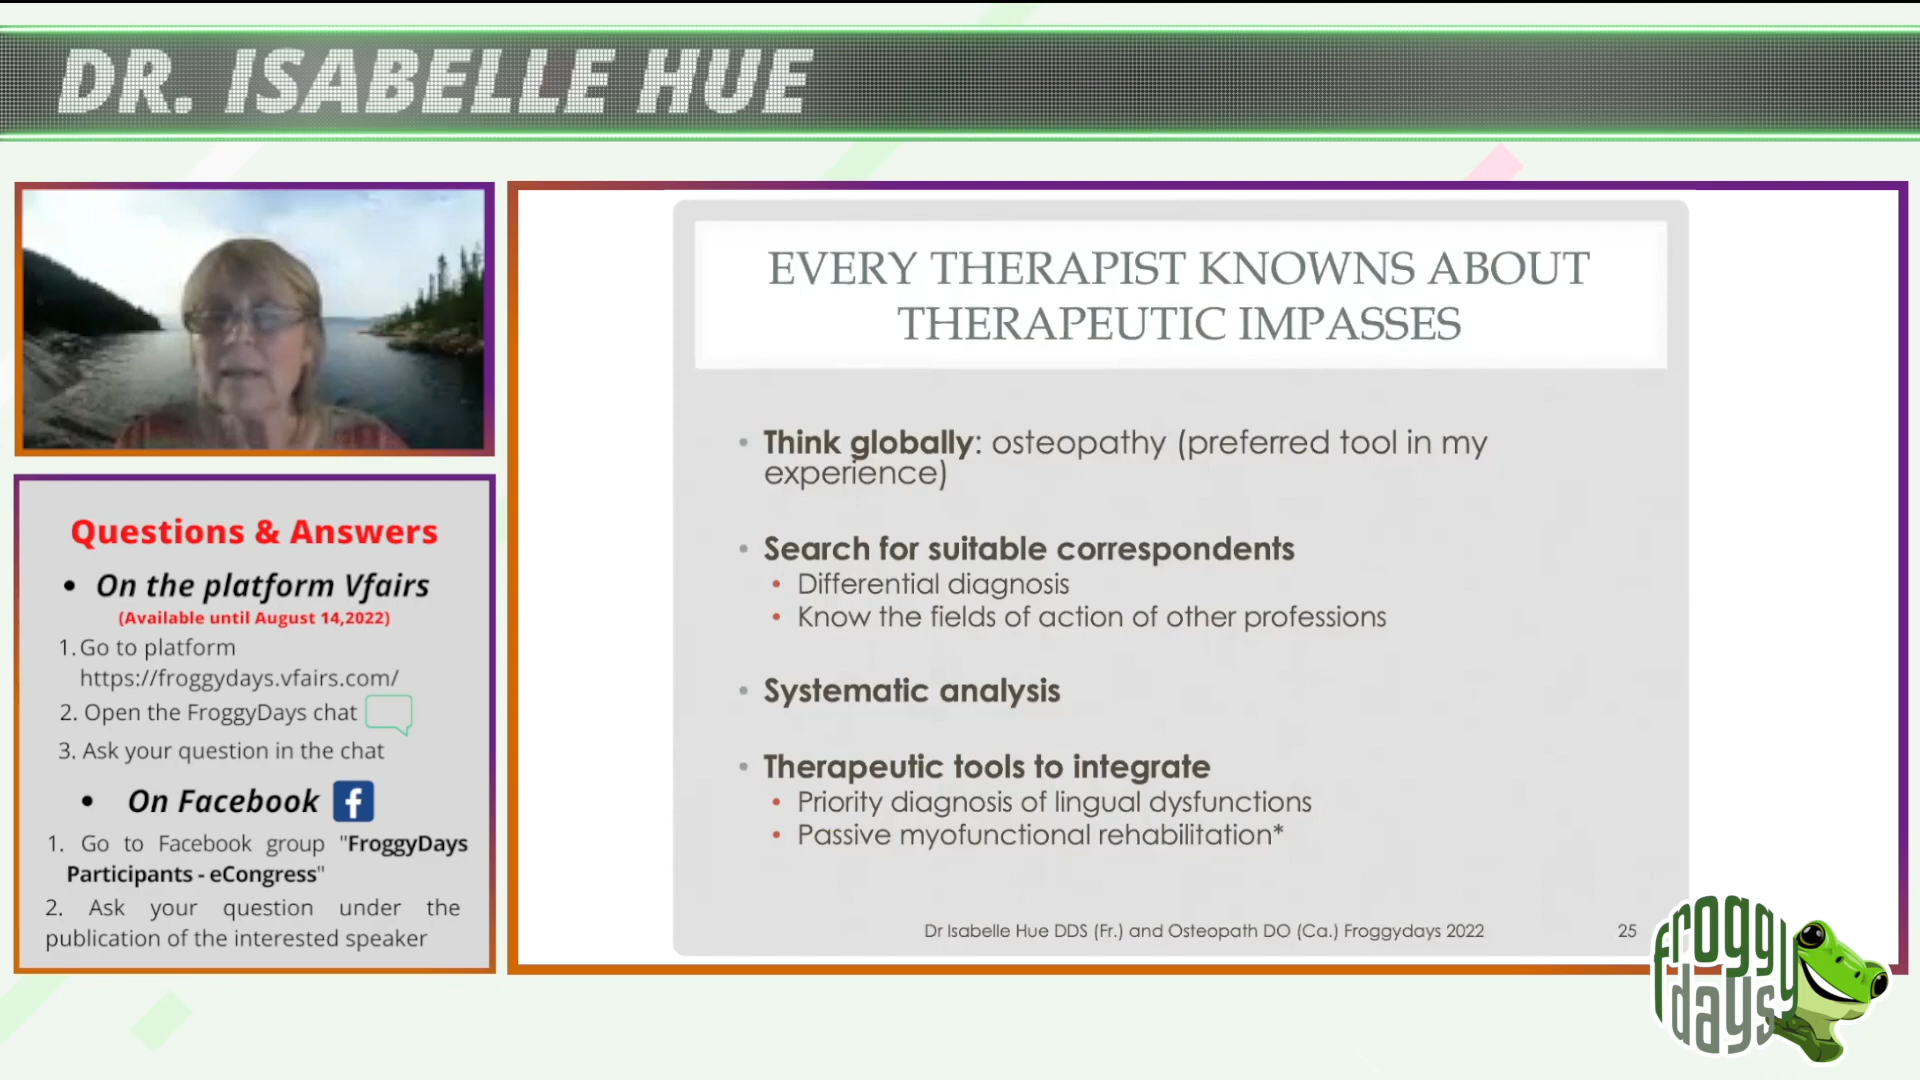 DR. ISABELLE HUE
EVERY THERAPIST KNOWNS ABOUT
THERAPEUTIC IMPASSES
• Think globally: osteopathy (preferred tool in my
experience)
• Search for suitable correspondents
• Differential diagnosis
• Know the fields of action of other professions
• Systematic analysis
• Therapeutic tools to integrate
• Priority diagnosis of lingual dysfunctions
• Passive myofunctional rehabilitation*
Dr Isabelle Hue DDS (Fr.) and Osteopath DO (Ca.) Froggydays 2022
25
Questions & Answers
• On the platform Vfairs
(Available until August 14,2022)
1. Go to platform
https://froggydays.vfairs.com/
2. Open the FroggyDays chat
3. Ask your question in the chat
• On Facebook f
1. Go to Facebook group "FroggyDays
Participants - eCongress"
2. Ask your question under the
publication of the interested speaker
froggy
days